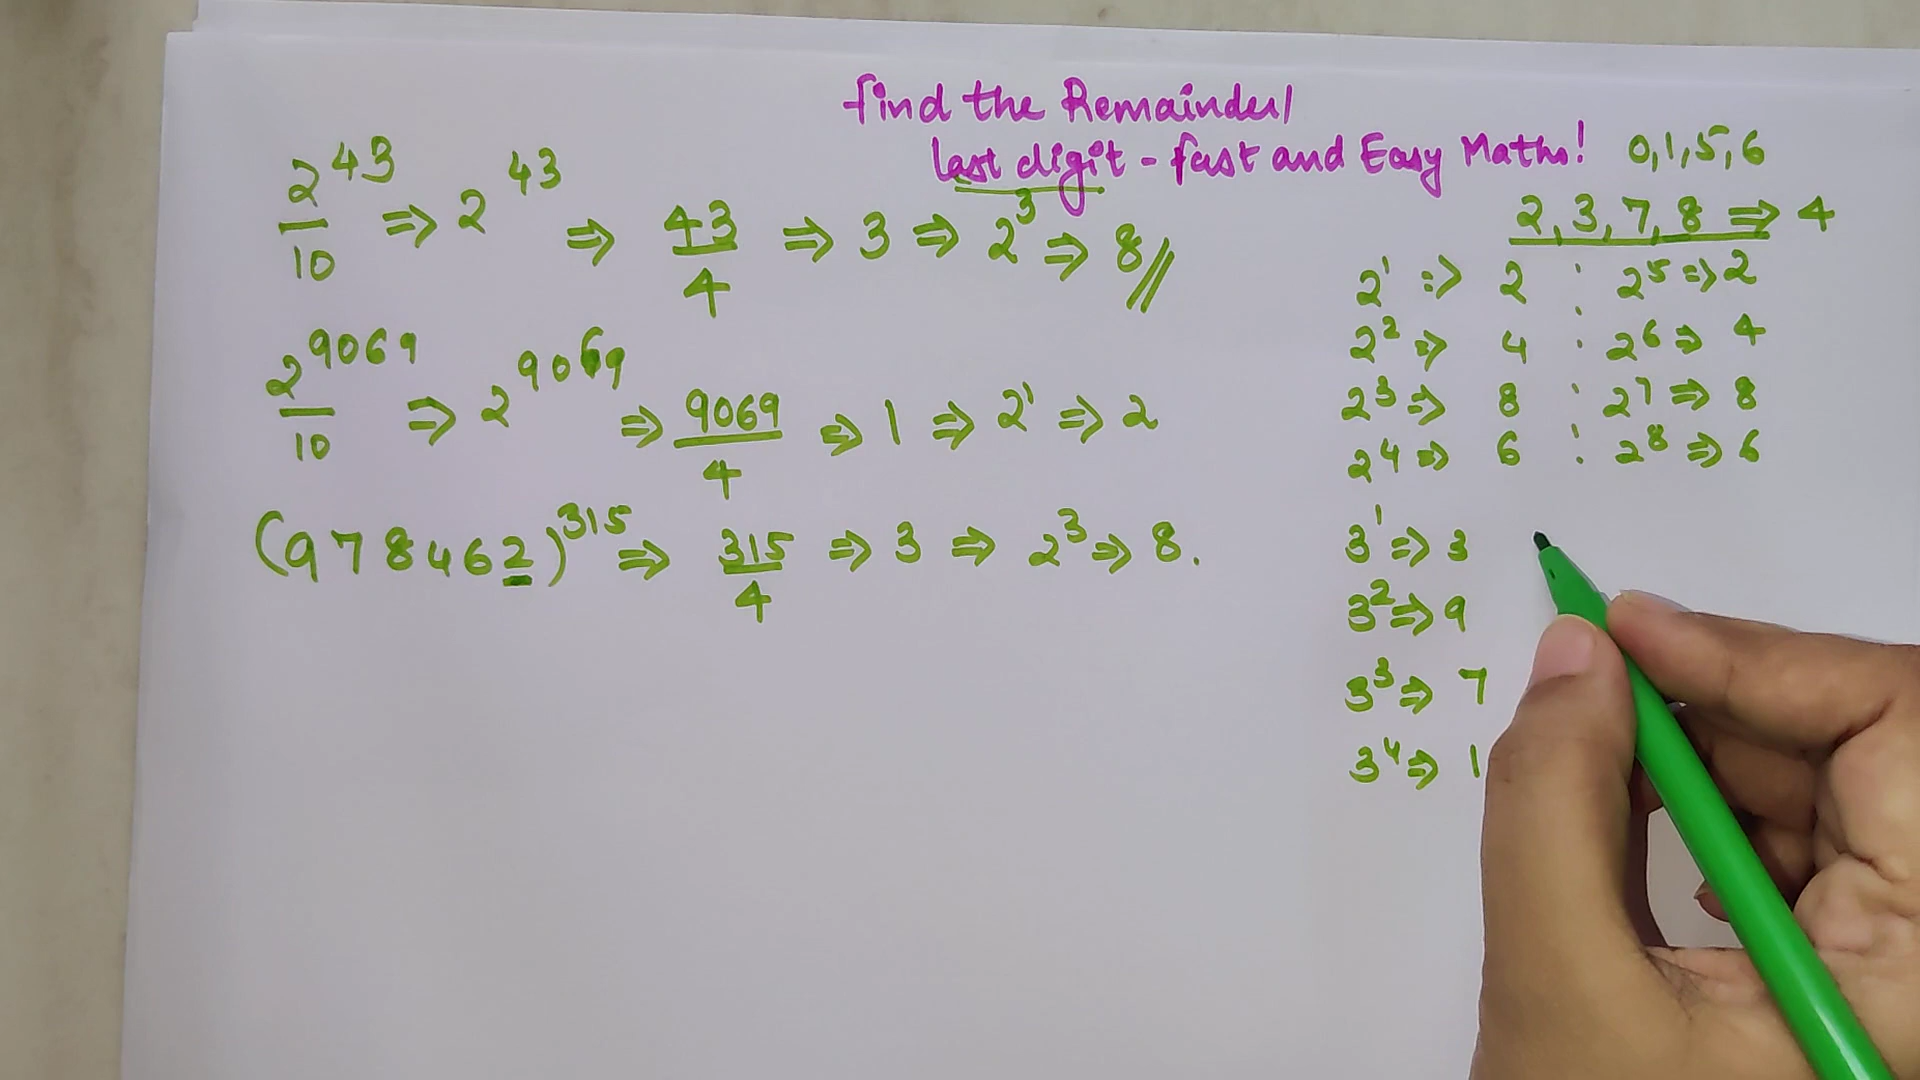 find the Remainder/
last digit - fast and Easy Maths! 0,1,5,6
2,3,7,8 ⇒ 4
2^43/10 ⇒ 2^43 ⇒ 43/4 ⇒ 3 ⇒ 2^3 ⇒ 8//
2^9069/10 ⇒ 2^9069 ⇒ 9069/4 ⇒ 1 ⇒ 2^1 ⇒ 2
(978462)^315 ⇒ 315/4 ⇒ 3 ⇒ 2^3 ⇒ 8.
2^1 ⇒ 2 : 2^5 ⇒ 2
2^2 ⇒ 4 : 2^6 ⇒ 4
2^3 ⇒ 8 : 2^7 ⇒ 8
2^4 ⇒ 6 : 2^8 ⇒ 6
3^1 ⇒ 3
3^2 ⇒ 9
3^3 ⇒ 7
3^4 ⇒ 1